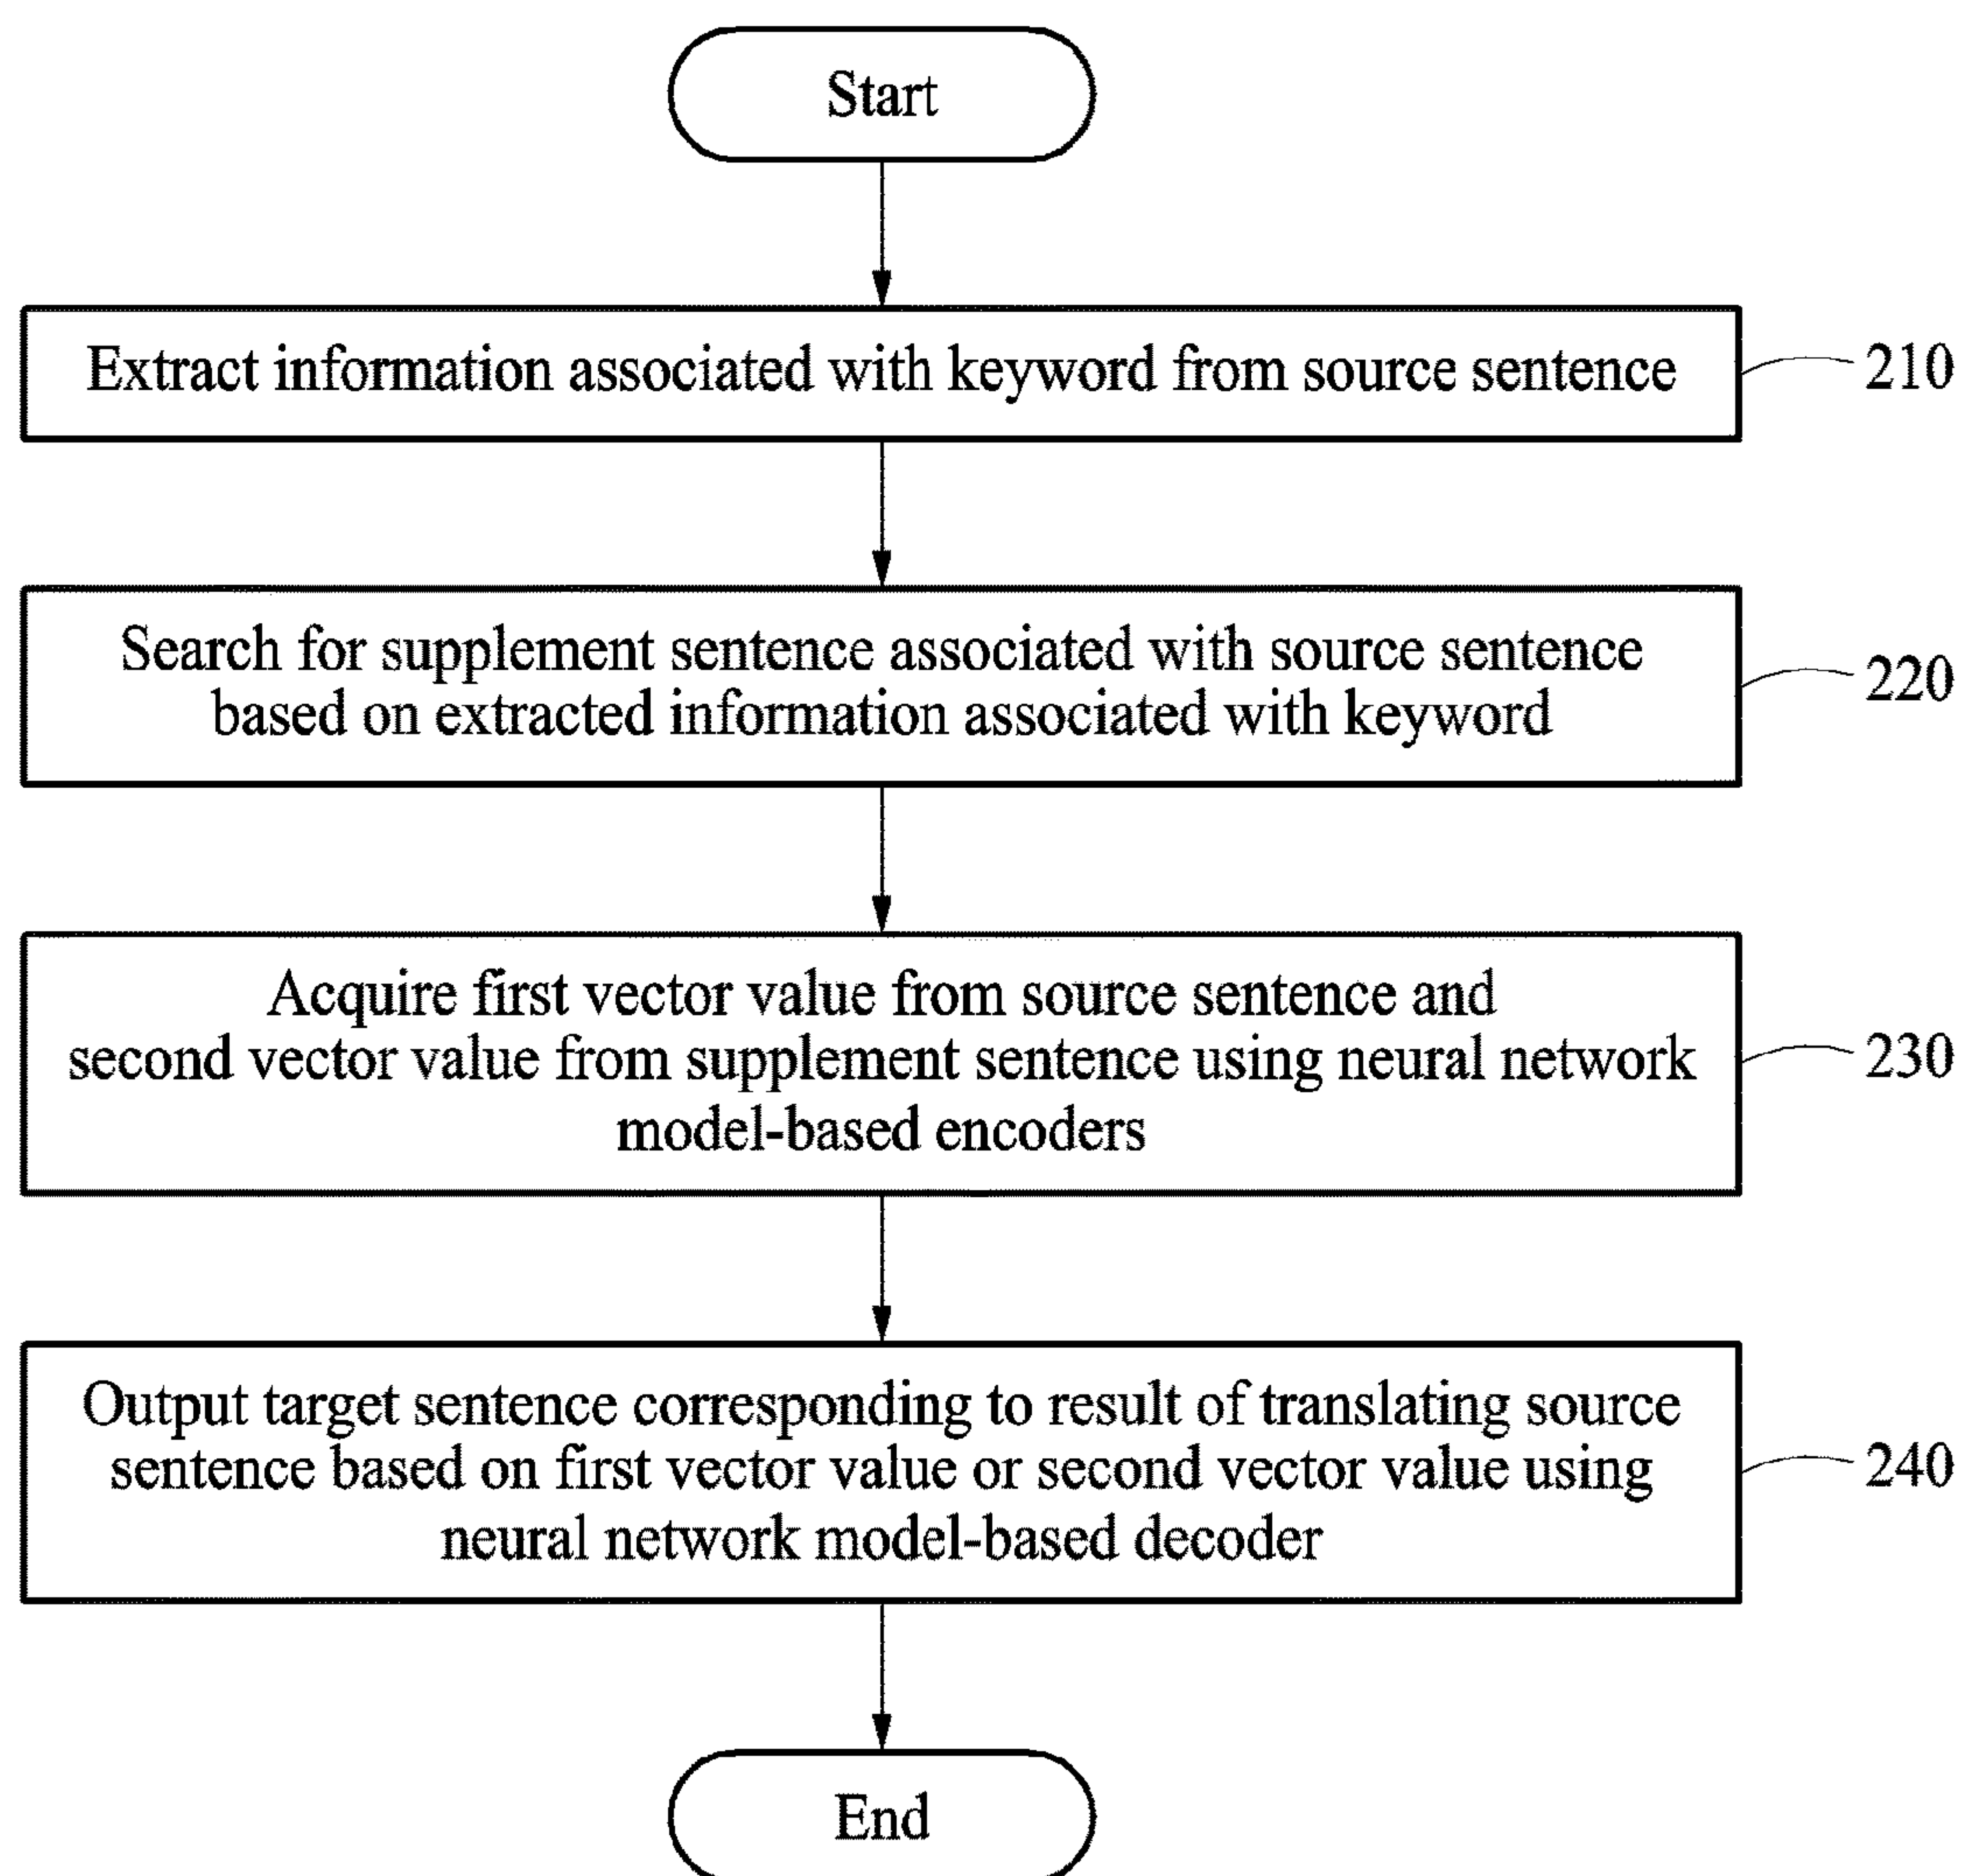 Start
Extract information associated with keyword from source sentence
210
Search for supplement sentence associated with source sentence
based on extracted information associated with keyword
220
Acquire first vector value from source sentence and
second vector value from supplement sentence using neural network
model-based encoders
230
Output target sentence corresponding to result of translating source
sentence based on first vector value or second vector value using
neural network model-based decoder
240
End